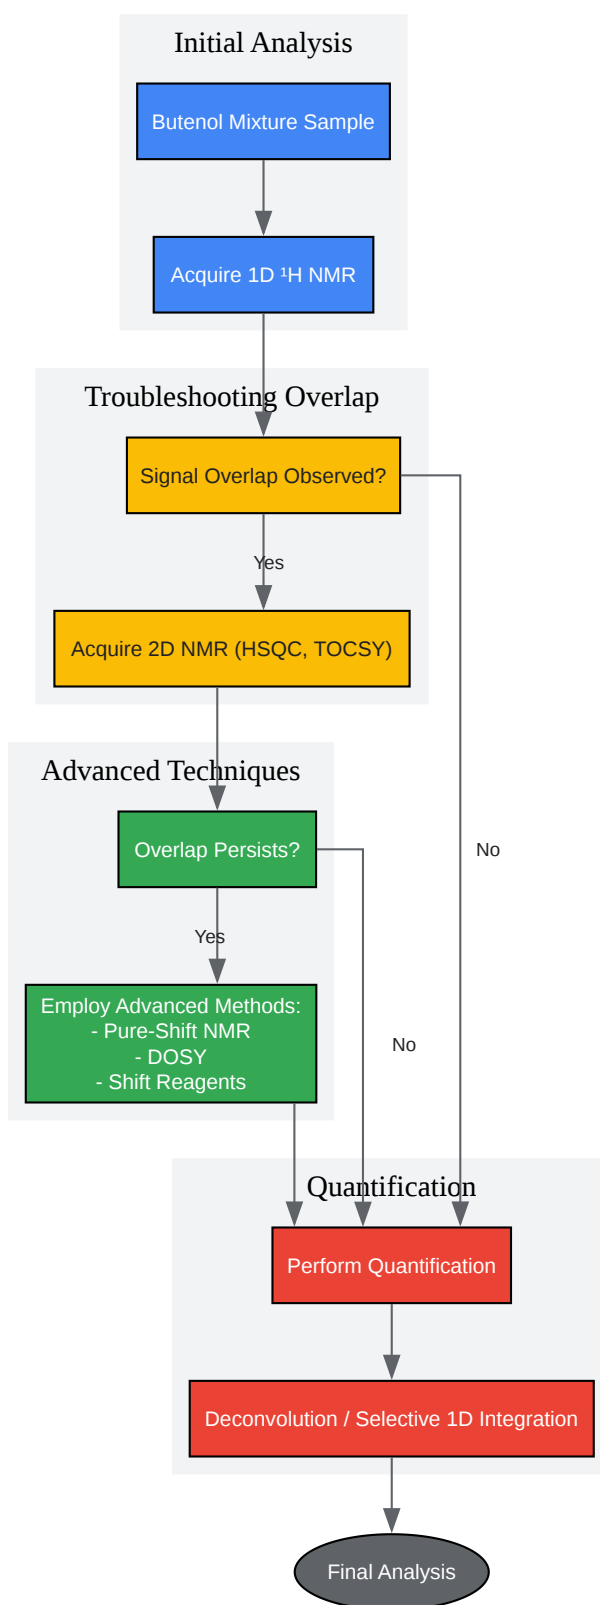 Initial Analysis
Butenol Mixture Sample
Acquire 1D ¹H NMR
Troubleshooting Overlap
Signal Overlap Observed?
Yes
Acquire 2D NMR (HSQC, TOCSY)
Advanced Techniques
Overlap Persists?
No
Yes
Employ Advanced Methods:
- Pure-Shift NMR
- DOSY
- Shift Reagents
No
Quantification
Perform Quantification
Deconvolution / Selective 1D Integration
Final Analysis